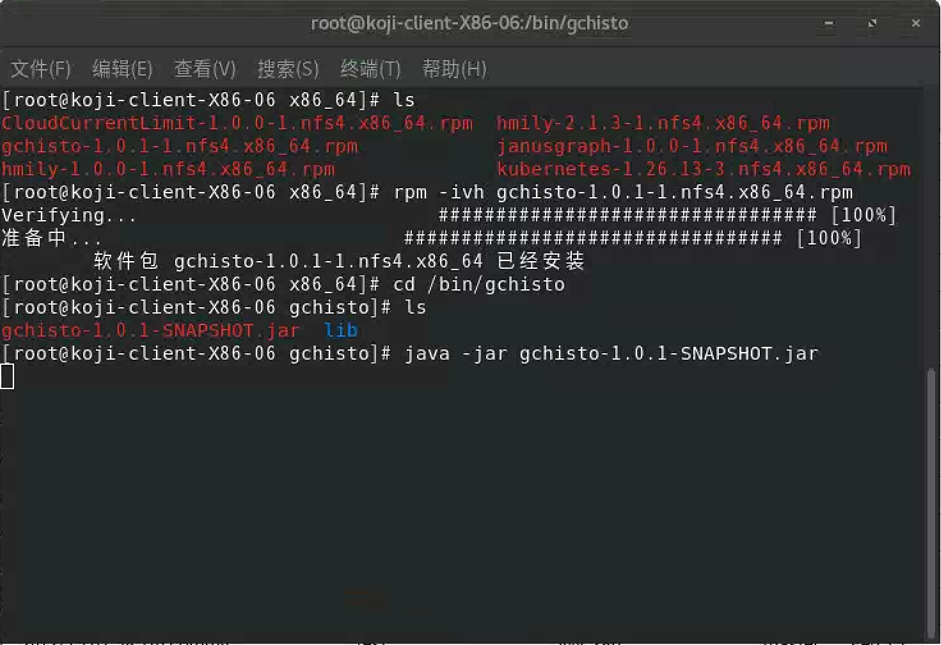 root@koji-client-X86-06:/bin/gchisto
文件(F) 编辑(E) 查看(V) 搜索(S) 终端(T) 帮助(H)
[root@koji-client-X86-06 x86_64]# ls
CloudCurrentLimit-1.0.0-1.nfs4.x86_64.rpm hmily-2.1.3-1.nfs4.x86_64.rpm
gchisto-1.0.1-1.nfs4.x86_64.rpm janusgraph-1.0.0-1.nfs4.x86_64.rpm
hmily-1.0.0-1.nfs4.x86_64.rpm kubernetes-1.26.13-3.nfs4.x86_64.rpm
[root@koji-client-X86-06 x86_64]# rpm -ivh gchisto-1.0.1-1.nfs4.x86_64.rpm
Verifying... ################################# [100%]
准备中... ################################# [100%]
软件包 gchisto-1.0.1-1.nfs4.x86_64 已经安装
[root@koji-client-X86-06 x86_64]# cd /bin/gchisto
[root@koji-client-X86-06 gchisto]# ls
gchisto-1.0.1-SNAPSHOT.jar lib
[root@koji-client-X86-06 gchisto]# java -jar gchisto-1.0.1-SNAPSHOT.jar